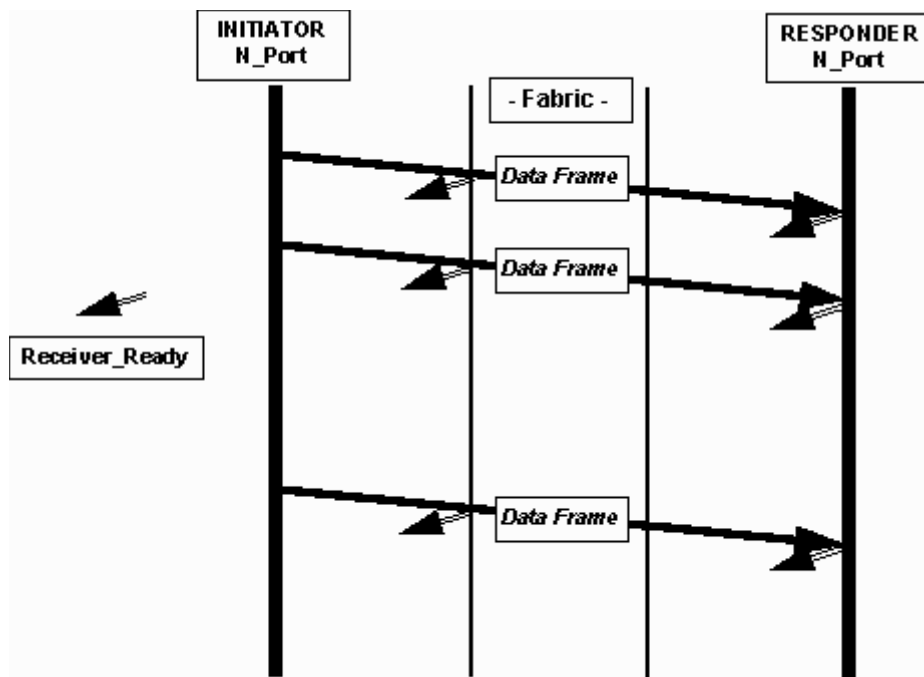 INITIATOR
N_Port
RESPONDER
N_Port
- Fabric -
Data Frame
Data Frame
Receiver_Ready
Data Frame